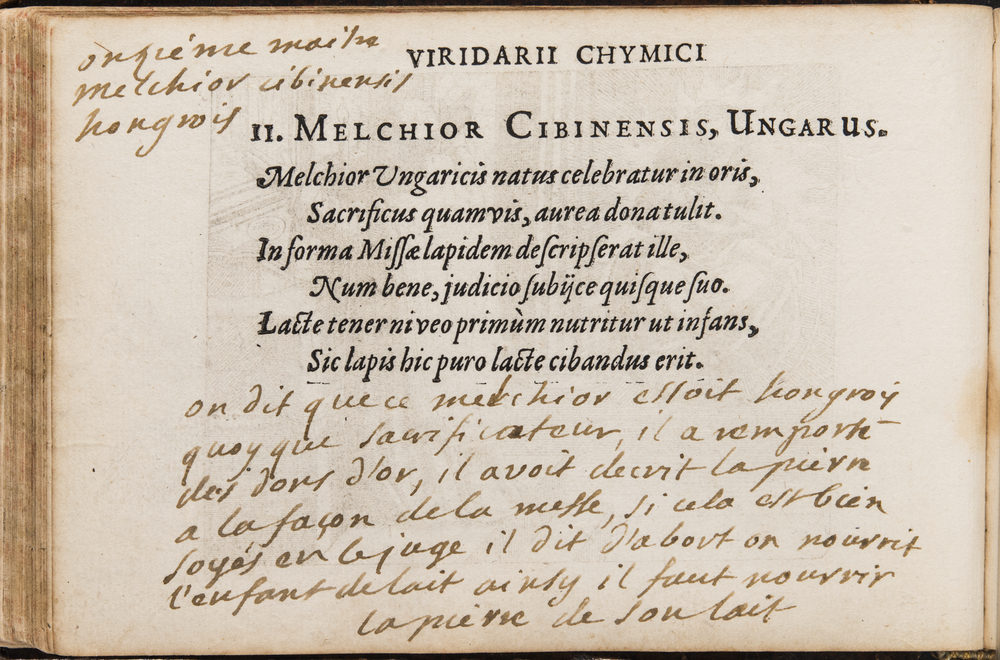 onziéme maitre
melchior cibinensis
hongrois
VIRIDARII CHYMICI
II. MELCHIOR CIBINENSIS, UNGARUS.
Melchior Ungaricis natus celebratur in oris,
Sacrificus quamvis, aurea dona tulit.
In forma Miſſæ lapidem deſcripſerat ille,
Num bene, judicio ſubijce quiſque ſuo.
Lacte tener niveo primùm nutritur ut infans,
Sic lapis hic puro lacte cibandus erit.
on dit que ce melchior estoit hongroy
quoy que sacrificateur, il a remporté
des dons d'or, il avoit decrit la pierre
a la façon de la messe, si cela est bien
soyés en le juge il dit d'abort on nourrit
l'enfant de lait ainsy il faut nourrir
la pierre de son lait